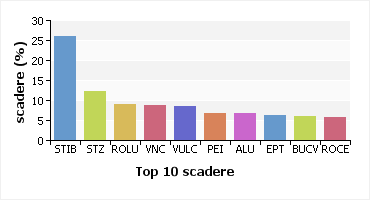 scadere (%)
30
25
20
15
10
5
0
STIB STZ ROLU VNC VULC PEI ALU EPT BUCV ROCE
Top 10 scadere